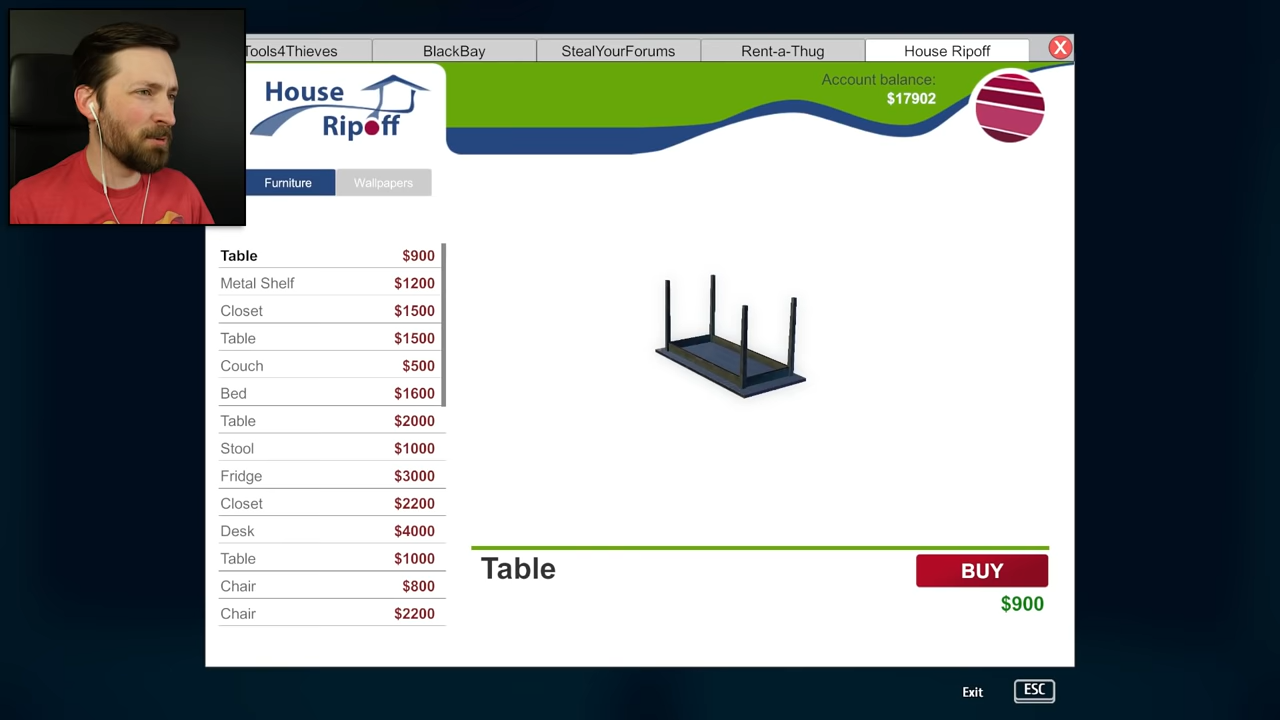 Tools4Thieves
BlackBay
StealYourForums
Rent-a-Thug
House Ripoff
X
House
Ripoff
Account balance:
$17902
Furniture
Wallpapers
Table $900
Metal Shelf $1200
Closet $1500
Table $1500
Couch $500
Bed $1600
Table $2000
Stool $1000
Fridge $3000
Closet $2200
Desk $4000
Table $1000
Chair $800
Chair $2200
Table
BUY
$900
Exit ESC